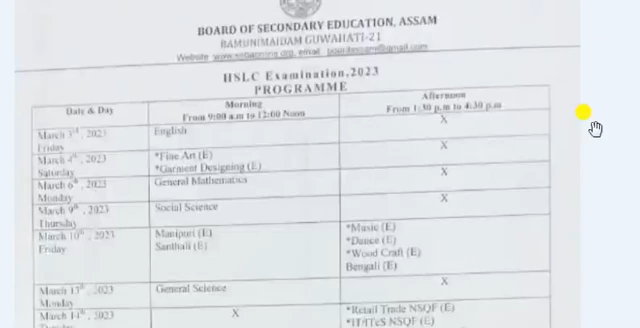 BOARD OF SECONDARY EDUCATION, ASSAM
BAMUNIMAIDAM GUWAHATI-21
Website
HSLC Examination,2023
PROGRAMME
Date & Day
Morning
From 9:00 a.m to 12:00 Noon
Afternoon
From 1:30 p.m to 4:30 p.m
March 3rd, 2023
Friday
English
X
March 4th, 2023
Saturday
*Fine Art (E)
*Garment Designing (E)
X
March 6th, 2023
Monday
General Mathematics
X
March 9th, 2023
Thursday
Social Science
X
March 10th, 2023
Friday
Manipuri (E)
Santhali (E)
*Music (E)
*Dance (E)
*Wood Craft (E)
Bengali (E)
March 13th, 2023
Monday
General Science
X
March 14th, 2023
X
*Retail Trade NSQF (E)
*IT/ITeS NSQF (E)